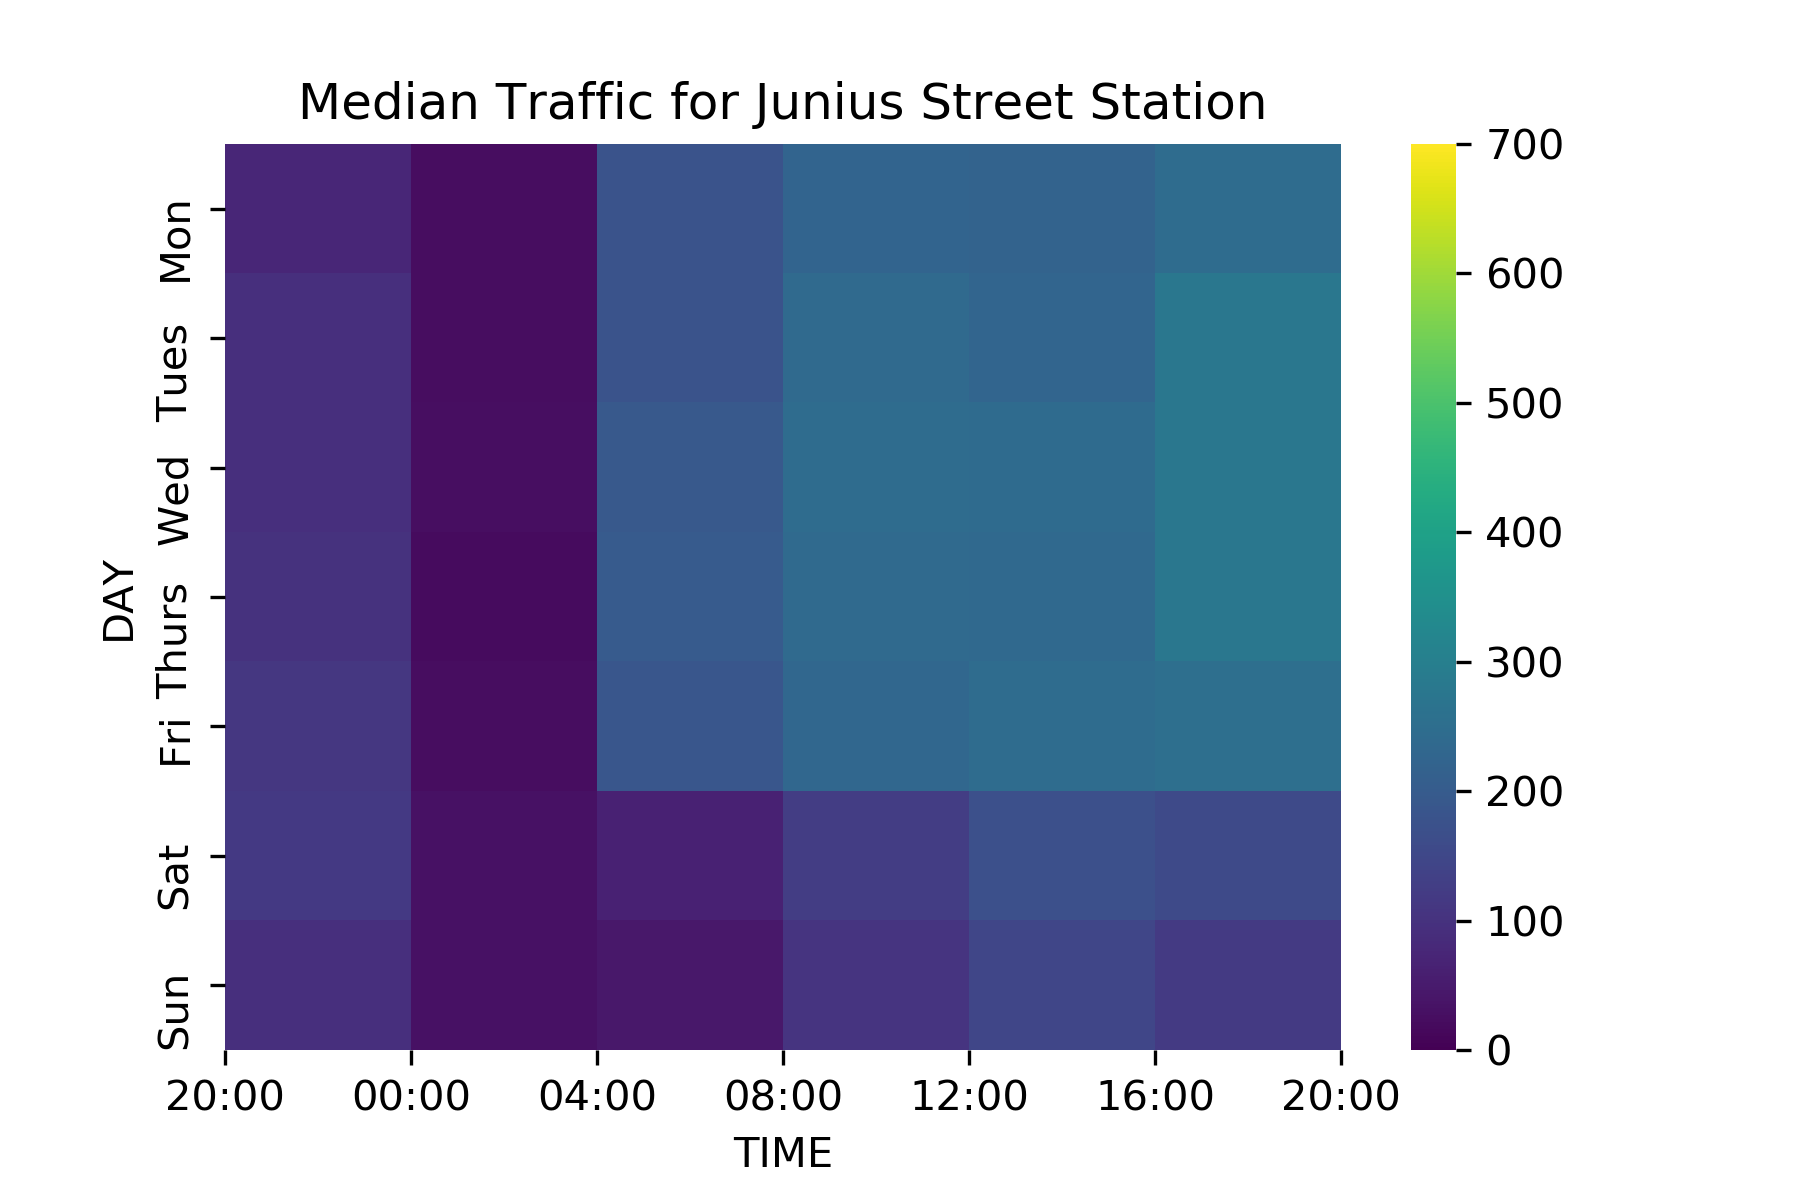 Median Traffic for Junius Street Station
DAY
Mon
Tues
Wed
Thurs
Fri
Sat
Sun
20:00 00:00 04:00 08:00 12:00 16:00 20:00
TIME
700
600
500
400
300
200
100
0